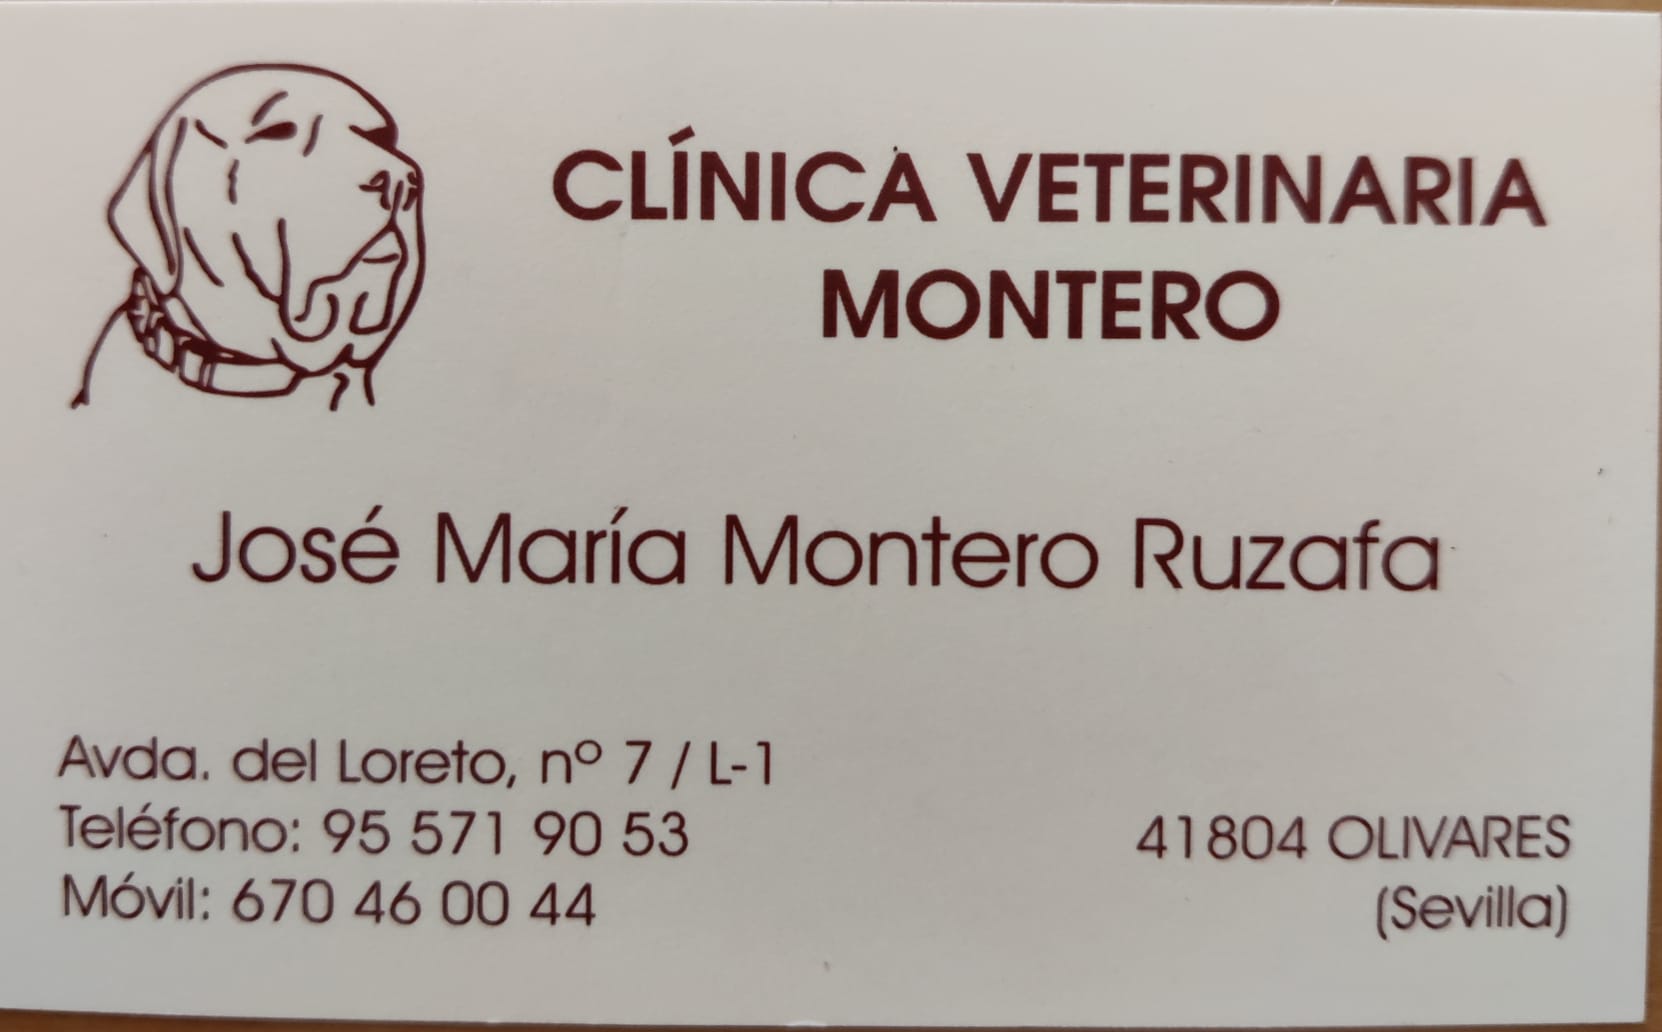 CLÍNICA VETERINARIA
MONTERO
José María Montero Ruzafa
Avda. del Loreto, nº 7 / L-1
Teléfono: 95 571 90 53
Móvil: 670 46 00 44
41804 OLIVARES
(Sevilla)